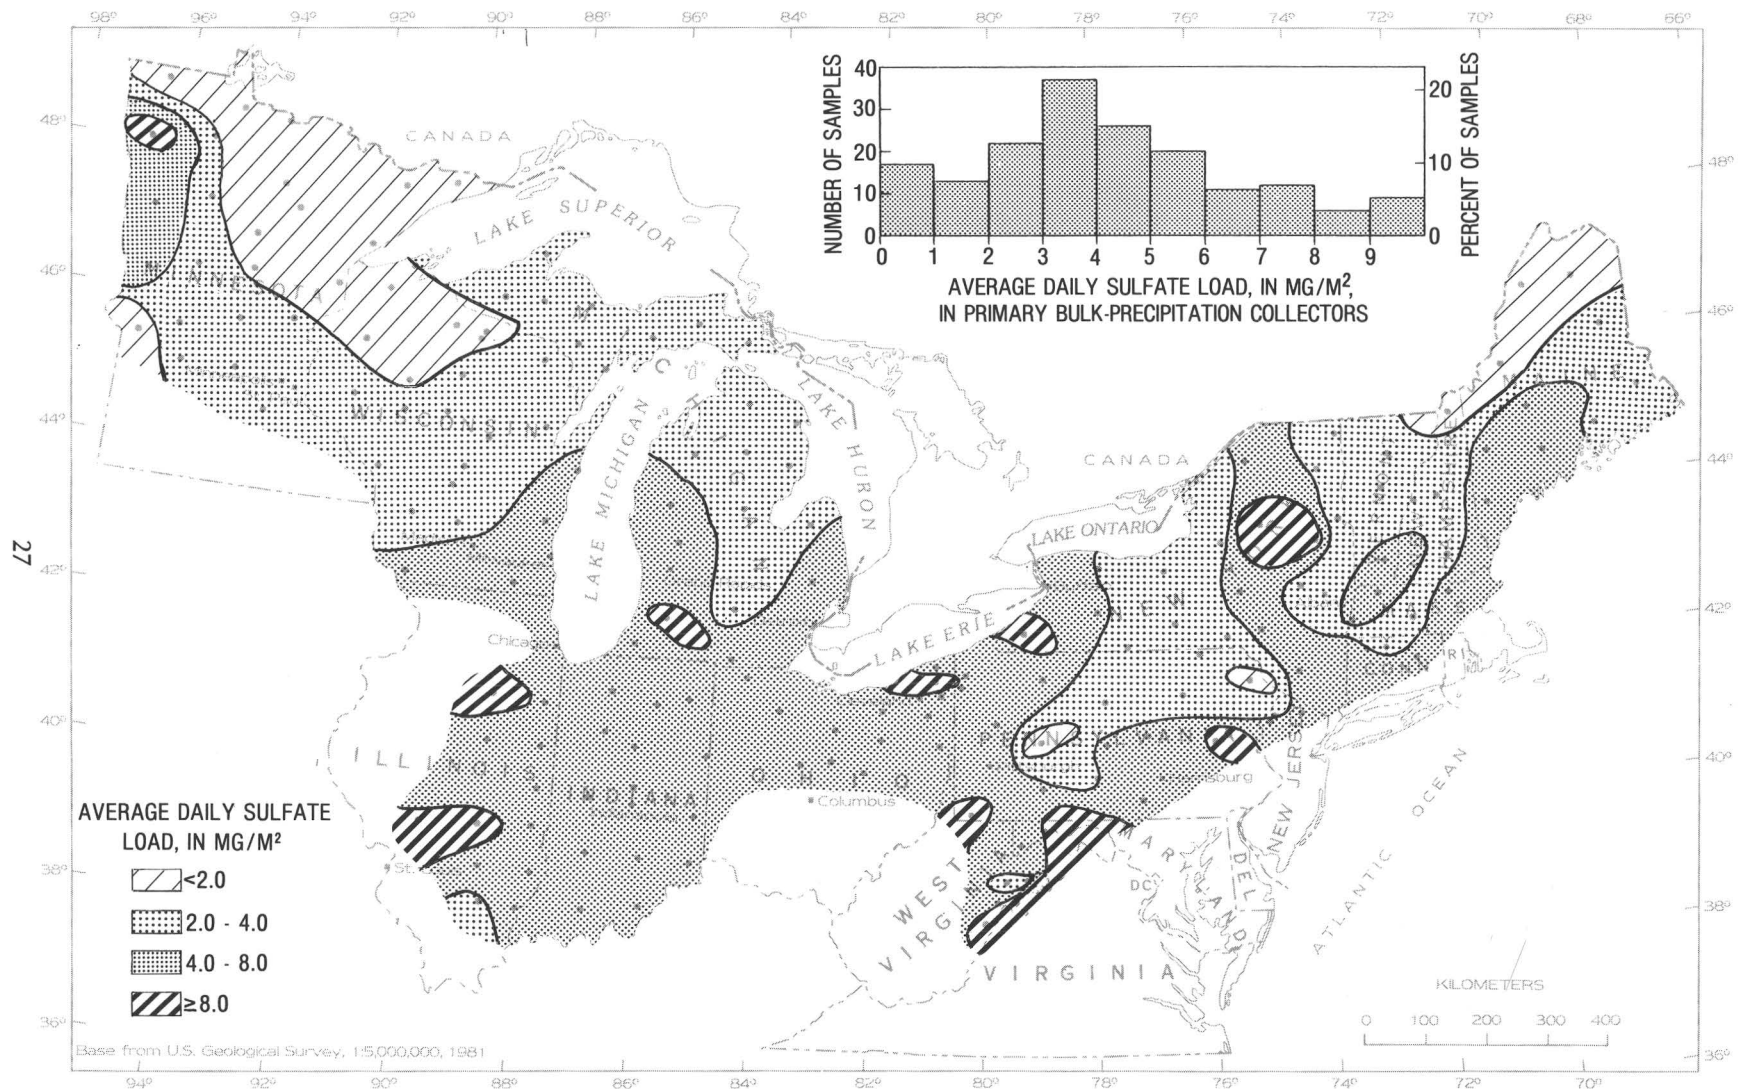 98° 96° 94° 92° 90° 88° 86° 84° 82° 80° 78° 76° 74° 72° 70° 68° 66°
NUMBER OF SAMPLES
40
30
20
10
0
20
10
0
PERCENT OF SAMPLES
0 1 2 3 4 5 6 7 8 9
AVERAGE DAILY SULFATE LOAD, IN MG/M²,
IN PRIMARY BULK-PRECIPITATION COLLECTORS
48°
46°
44°
42°
40°
38°
36°
48°
46°
44°
42°
40°
38°
36°
CANADA
LAKE SUPERIOR
MINNESOTA
WISCONSIN
MICHIGAN
LAKE MICHIGAN
LAKE HURON
CANADA
LAKE ONTARIO
LAKE ERIE
MAINE
NEW
CONN
RI
Chicago
PENNSYLVANIA
ILLINOIS
INDIANA
OHIO
Columbus
NEW JERSEY
MARYLAND
DEL
DC
WEST
VIRGINIA
VIRGINIA
St.
ATLANTIC OCEAN
AVERAGE DAILY SULFATE
LOAD, IN MG/M²
<2.0
2.0 - 4.0
4.0 - 8.0
≥8.0
KILOMETERS
0 100 200 300 400
Base from U.S. Geological Survey, 1:5,000,000, 1981
94° 92° 90° 88° 86° 84° 82° 80° 78° 76° 74° 72° 70°
27